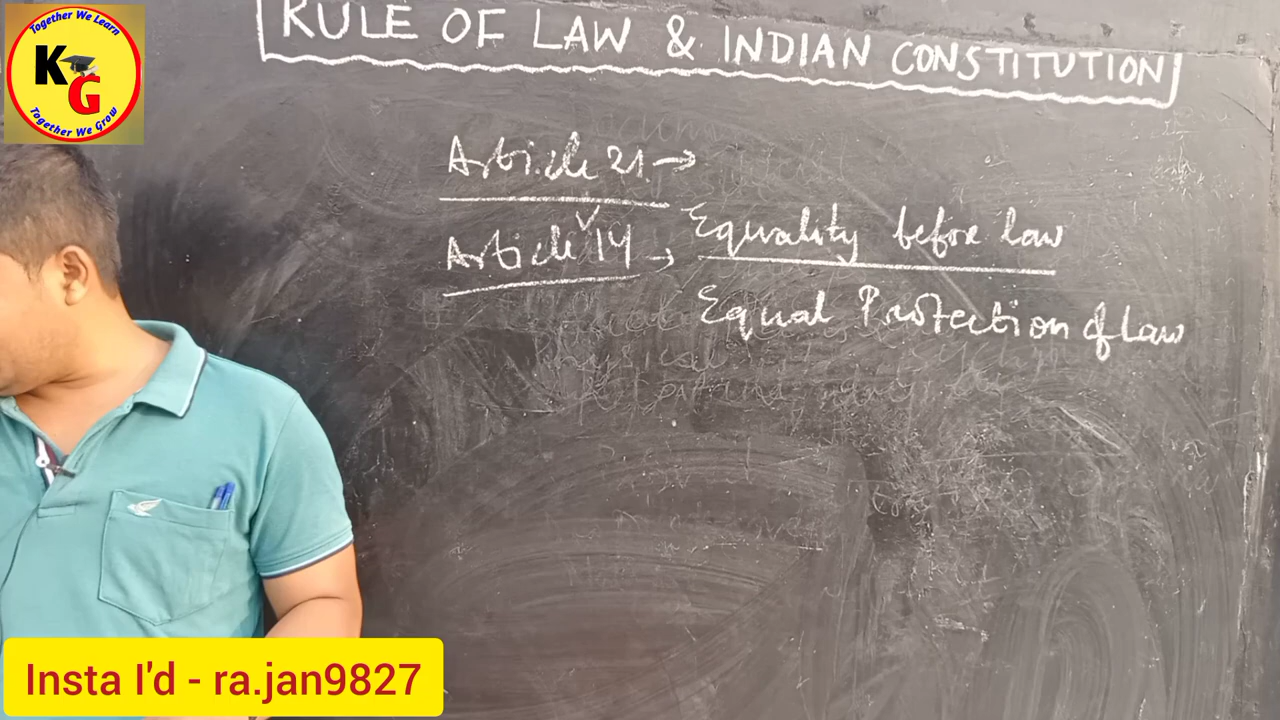 Together We Learn
KG
Together We Grow
RULE OF LAW & INDIAN CONSTITUTION
Article 21 →
Article 14 → Equality before law
Equal Protection of Law
Insta I'd - ra.jan9827